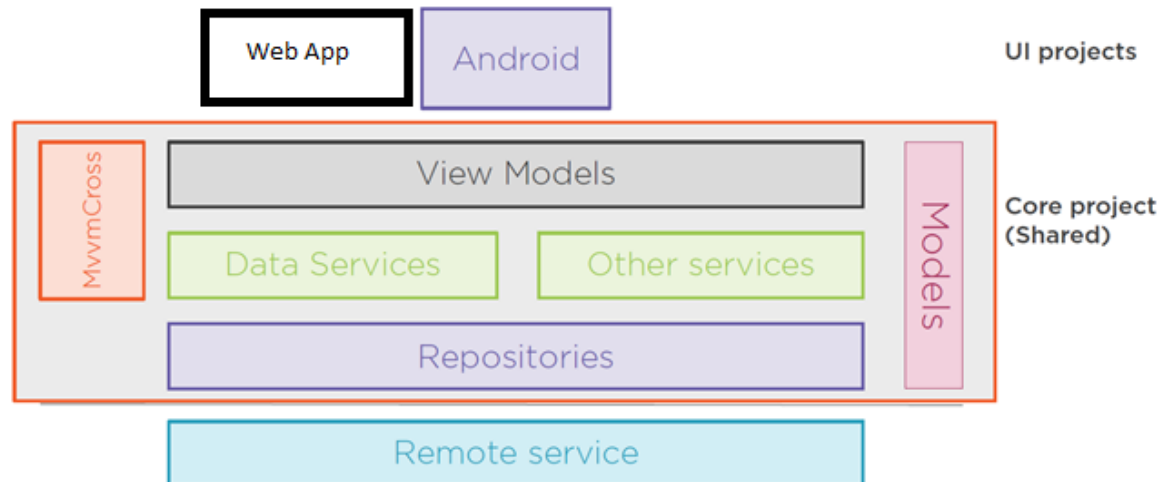 Web App
Android
UI projects
MvvmCross
View Models
Models
Core project
(Shared)
Data Services
Other services
Repositories
Remote service